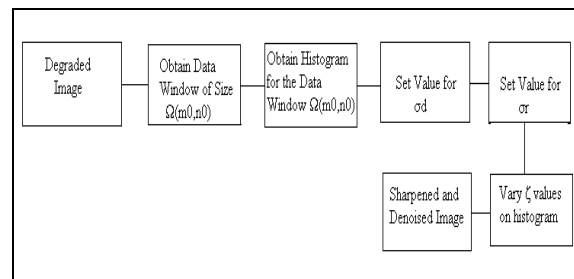 Degraded
Image
Obtain Data
Window of Size
Ω(m0,n0)
Obtain Histogram
for the Data
Window Ω(m0,n0)
Set Value for
σd
Set Value for
σr
Sharpened and
Denoised Image
Vary ζ values
on histogram